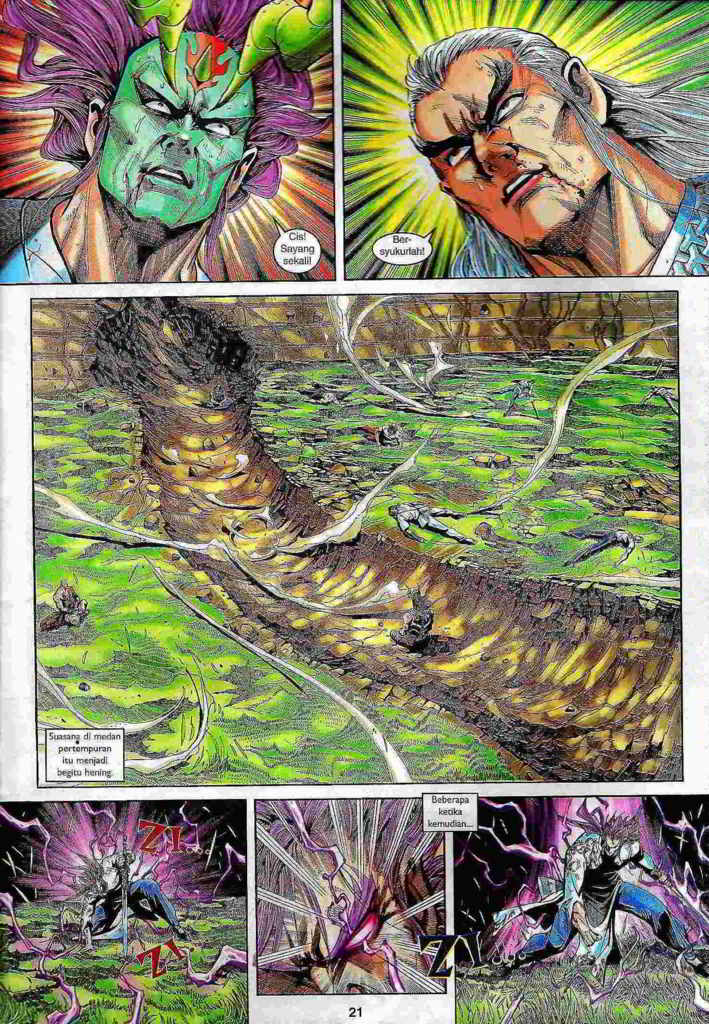 Cis!
Sayang
sekali!
Ber-
syukurlah!
Suasana di medan
pertempuran
itu menjadi
begitu hening.
ZI...
ZI...
Beberapa
ketika
kemudian...
ZI...
21